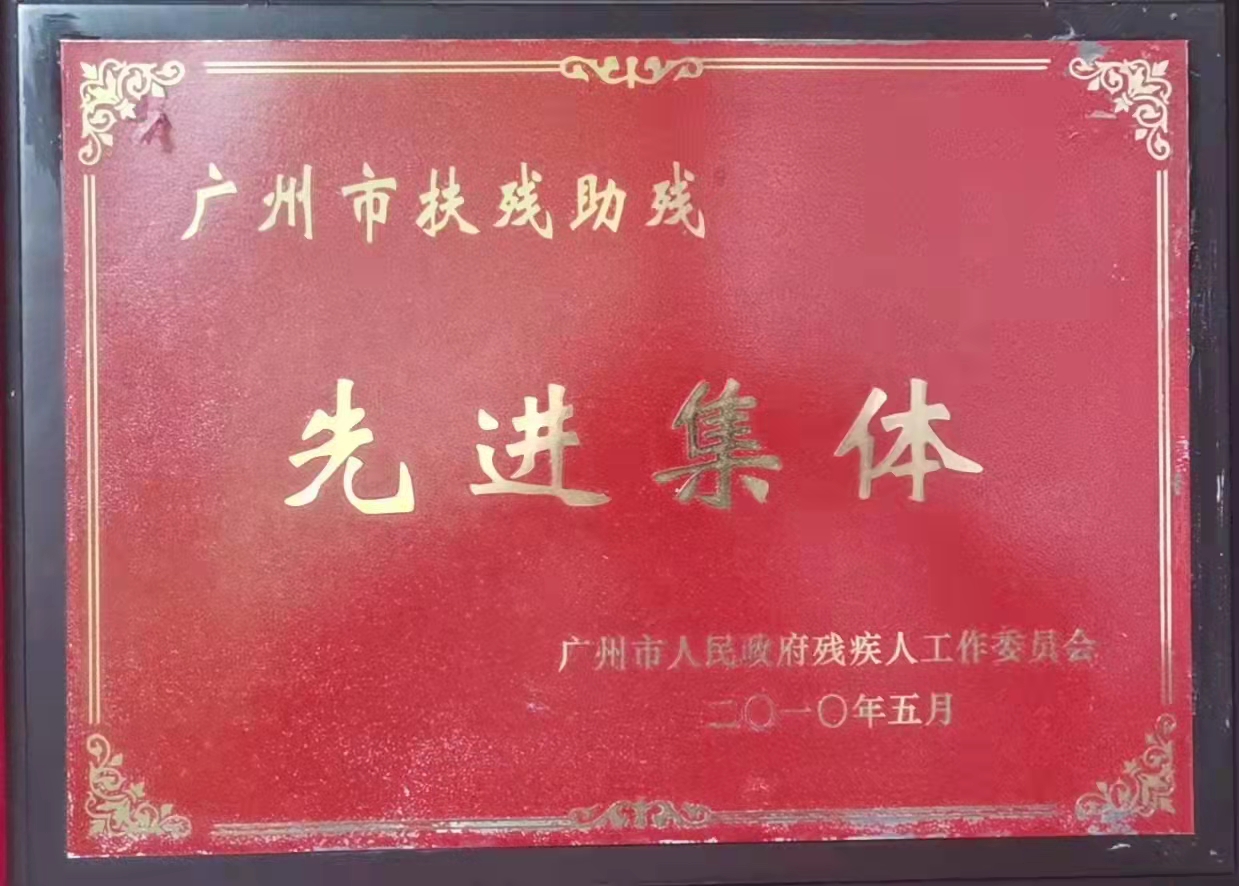 广州市扶残助残
先进集体
广州市人民政府残疾人工作委员会
二〇一〇年五月